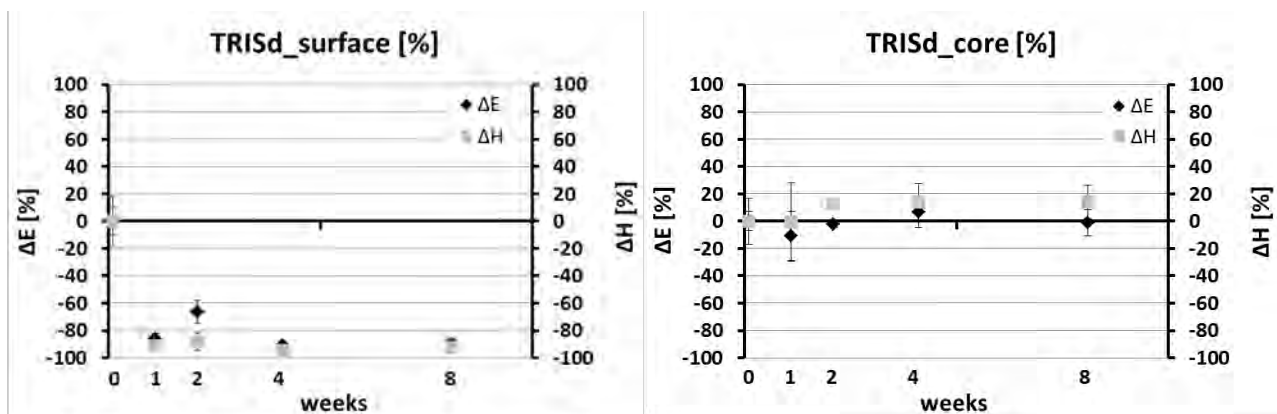 TRISd_surface [%]
100 100
80 ΔE 80
60 ΔH 60
40 40
20 20
0 0
-20 -20
-40 -40
-60 -60
-80 -80
-100 -100
ΔE [%]
ΔH [%]
0 1 2 4 8
weeks
TRISd_core [%]
100 100
80 ΔE 80
60 ΔH 60
40 40
20 20
0 0
-20 -20
-40 -40
-60 -60
-80 -80
-100 -100
ΔE [%]
ΔH [%]
0 1 2 4 8
weeks